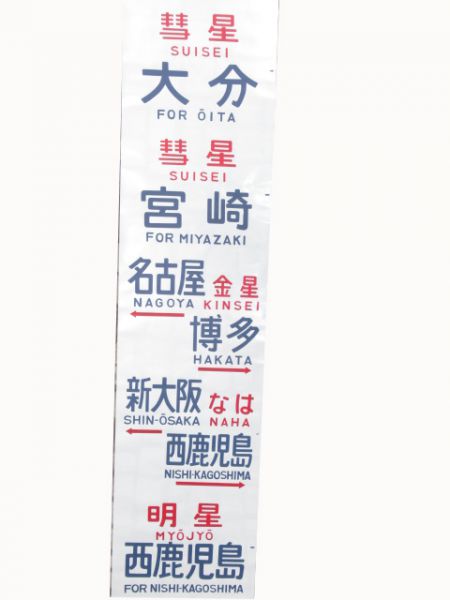 彗星
SUISEI
大分
FOR ŌITA
彗星
SUISEI
宮崎
FOR MIYAZAKI
名古屋 金星
NAGOYA KINSEI
博多
HAKATA
新大阪 なは
SHIN-ŌSAKA NAHA
西鹿児島
NISHI-KAGOSHIMA
明星
MYŌJYŌ
西鹿児島
FOR NISHI-KAGOSHIMA